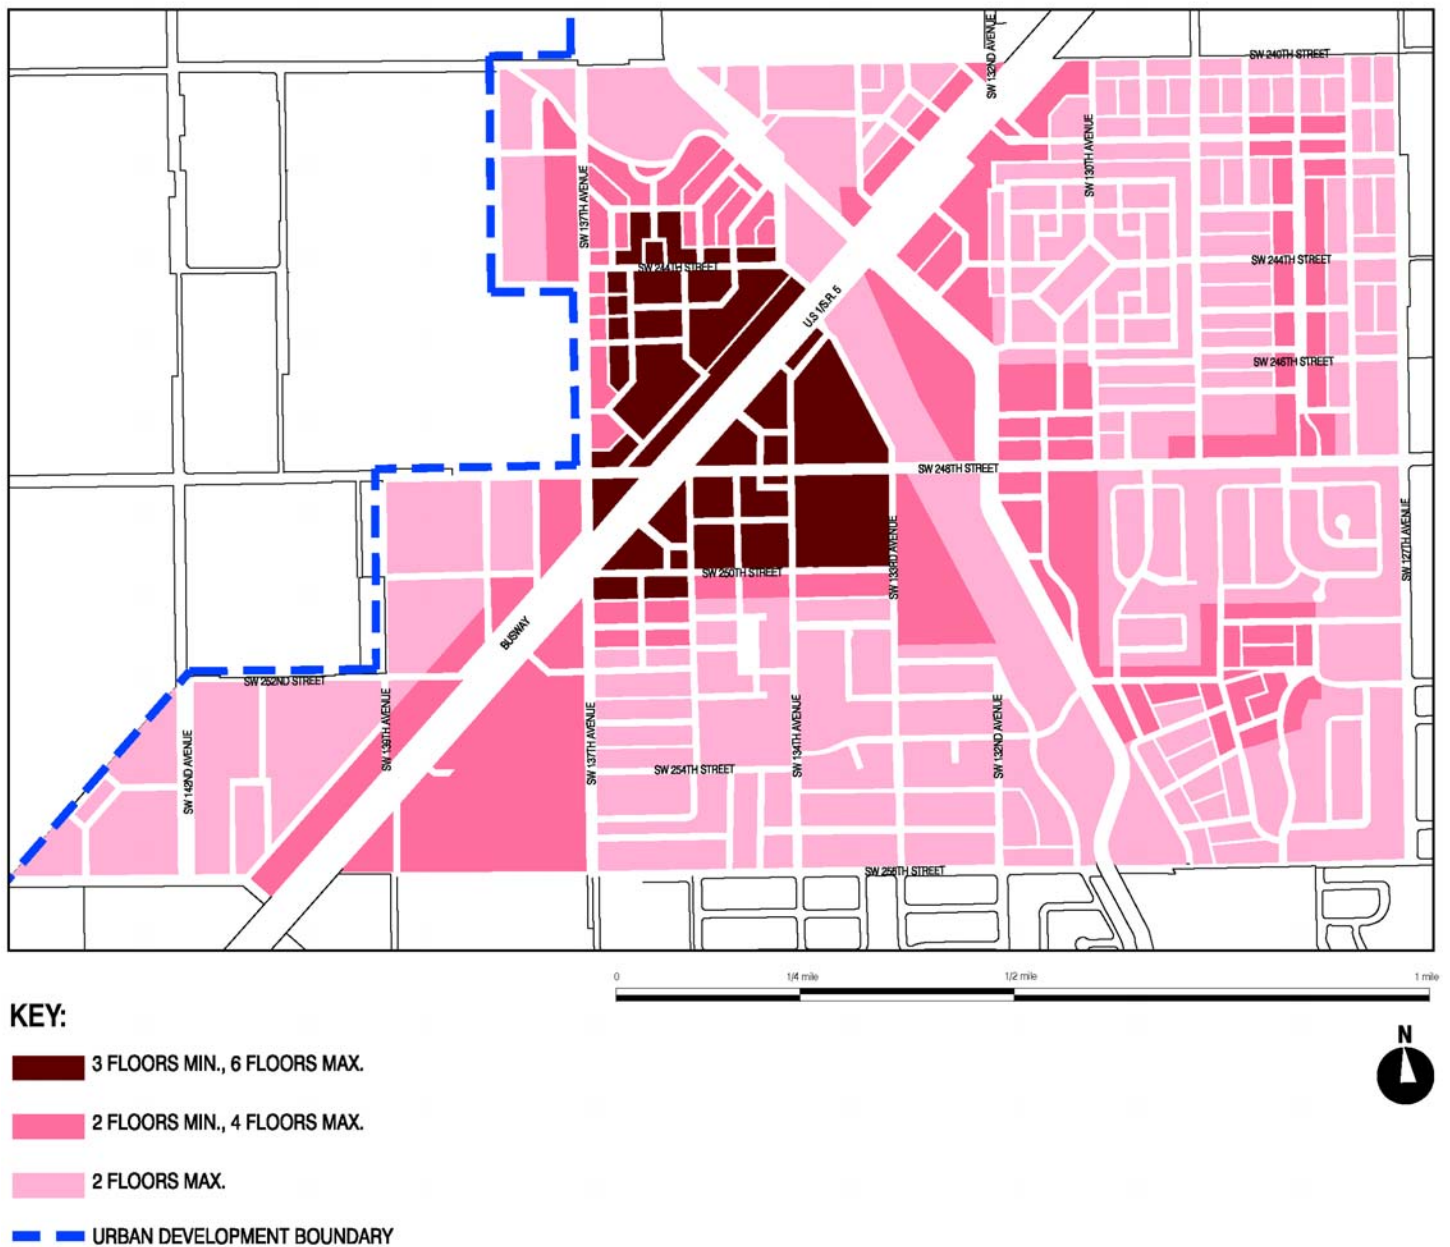 SW 240TH STREET
SW 132ND AVENUE
SW 130TH AVENUE
SW 137TH AVENUE
SW 244TH STREET
SW 244TH STREET
U.S 1/S.R. 5
SW 246TH STREET
SW 248TH STREET
SW 127TH AVENUE
SW 133RD AVENUE
SW 250TH STREET
BUSWAY
SW 252ND STREET
SW 142ND AVENUE
SW 139TH AVENUE
SW 137TH AVENUE
SW 134TH AVENUE
SW 132ND AVENUE
SW 254TH STREET
SW 256TH STREET
0 1/4 mile 1/2 mile 1 mile
KEY:
N
3 FLOORS MIN., 6 FLOORS MAX.
2 FLOORS MIN., 4 FLOORS MAX.
2 FLOORS MAX.
URBAN DEVELOPMENT BOUNDARY